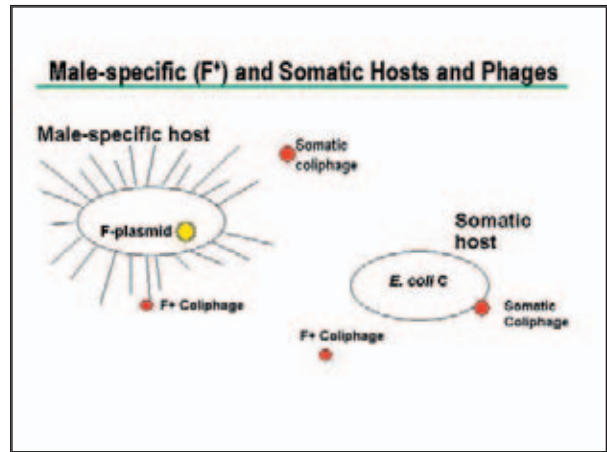 Male-specific (F⁺) and Somatic Hosts and Phages
Male-specific host
Somatic
coliphage
F-plasmid
Somatic
host
E. coli C
F+ Coliphage
Somatic
Coliphage
F+ Coliphage